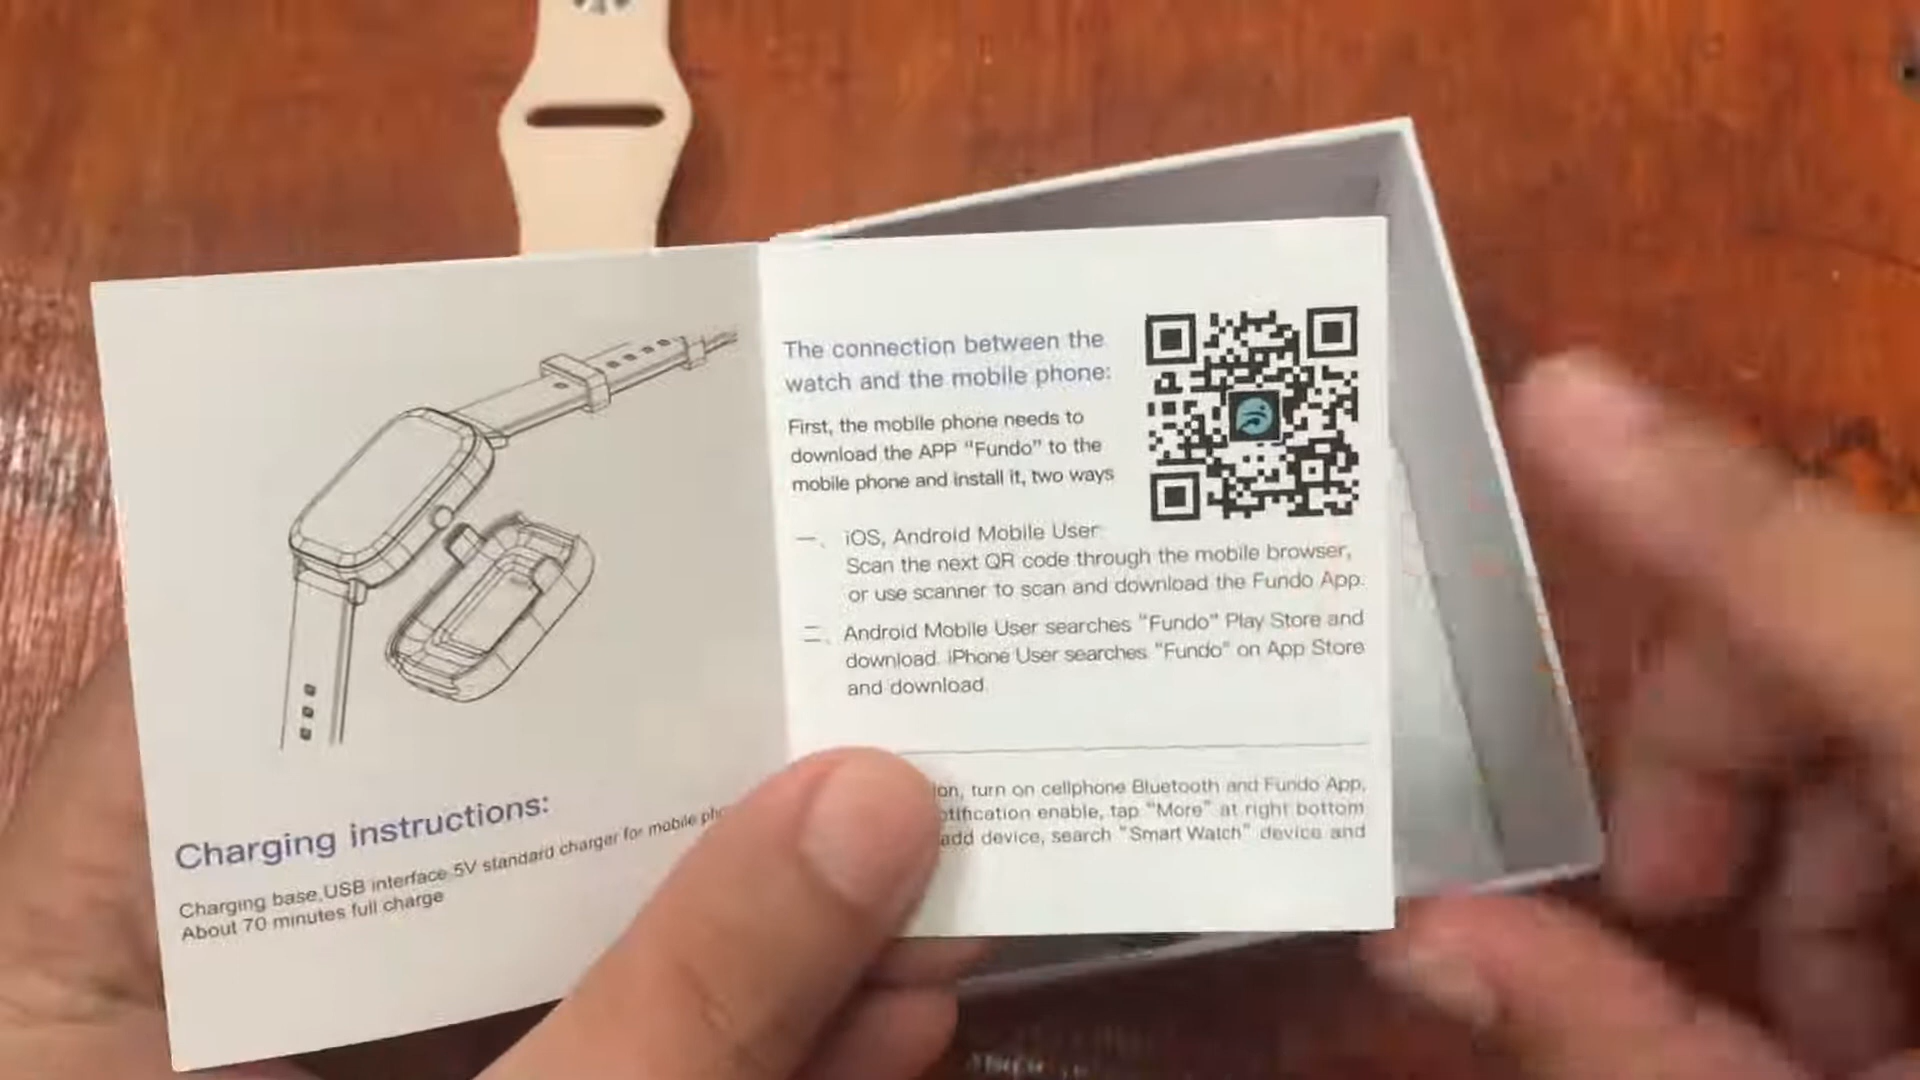 Charging instructions:
Charging base,USB interface 5V standard charger for mobile
About 70 minutes full charge
The connection between the
watch and the mobile phone:
First, the mobile phone needs to
download the APP "Fundo" to the
mobile phone and install it, two ways
一、 iOS, Android Mobile User
Scan the next QR code through the mobile browser,
or use scanner to scan and download the Fundo App.
二、 Android Mobile User searches "Fundo" Play Store and
download. iPhone User searches "Fundo" on App Store
and download.
turn on cellphone Bluetooth and Fundo App,
enable, tap "More" at right bottom
add device, search "Smart Watch" device and